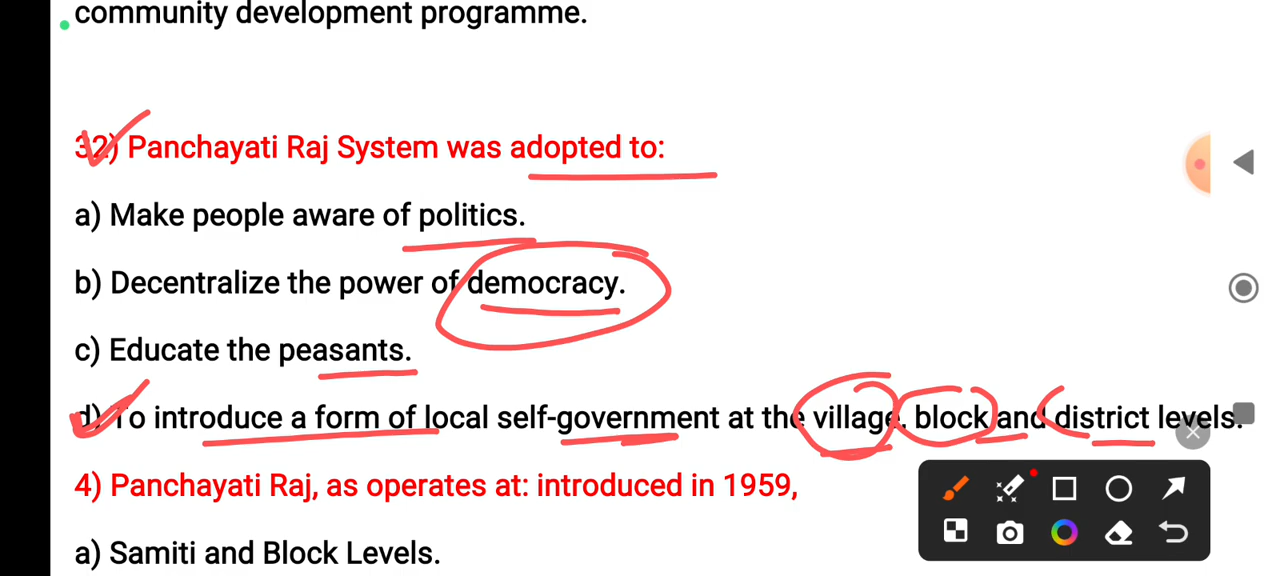 community development programme.
32) Panchayati Raj System was adopted to:
a) Make people aware of politics.
b) Decentralize the power of democracy.
c) Educate the peasants.
d) To introduce a form of local self-government at the village, block and district levels.
4) Panchayati Raj, as operates at: introduced in 1959,
a) Samiti and Block Levels.